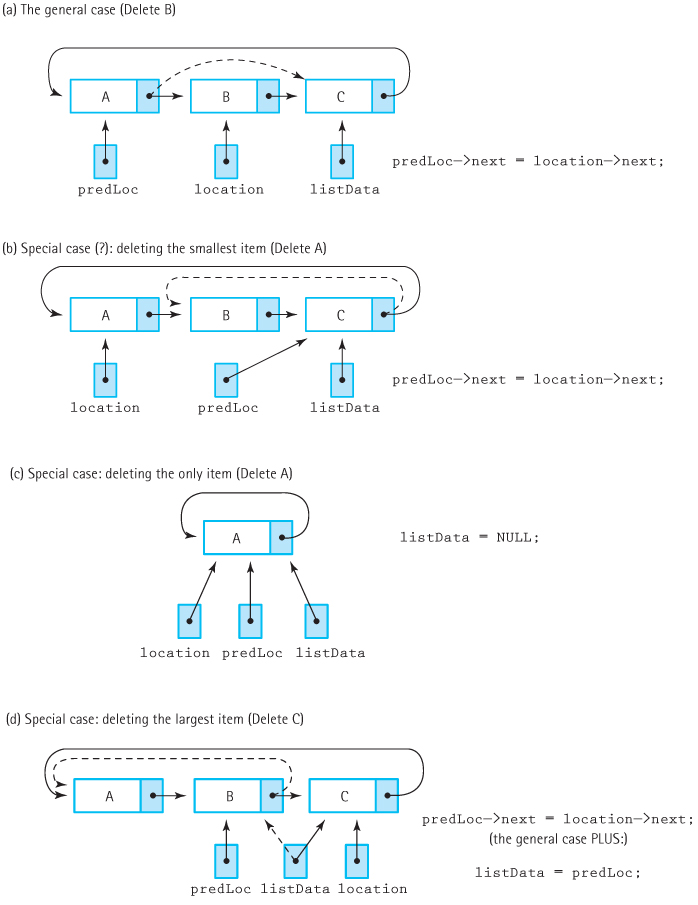 (a) The general case (Delete B)
A B C
predLoc location listData
predLoc—>next = location—>next;
(b) Special case (?): deleting the smallest item (Delete A)
A B C
location predLoc listData
predLoc—>next = location—>next;
(c) Special case: deleting the only item (Delete A)
A
listData = NULL;
location predLoc listData
(d) Special case: deleting the largest item (Delete C)
A B C
predLoc—>next = location—>next;
(the general case PLUS:)
listData = predLoc;
predLoc listData location